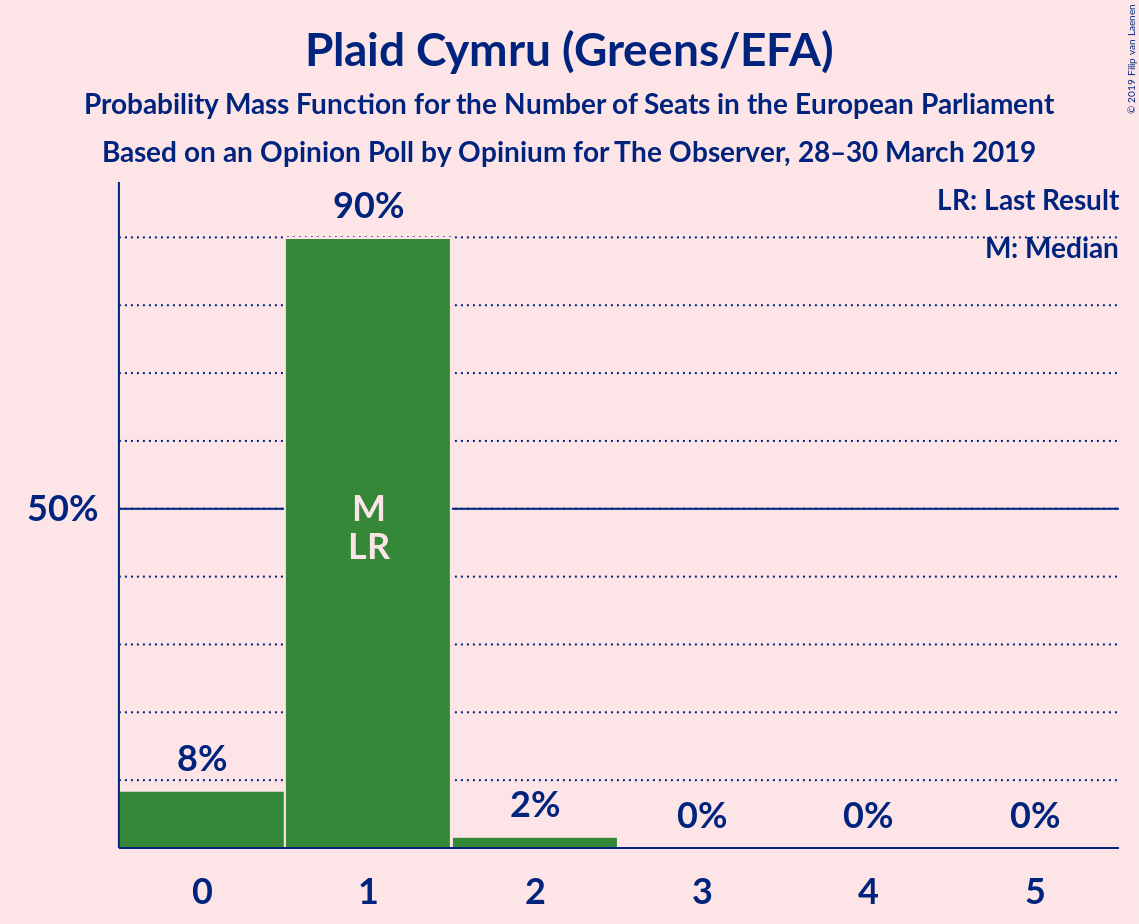 Plaid Cymru (Greens/EFA)
Probability Mass Function for the Number of Seats in the European Parliament
Based on an Opinion Poll by Opinium for The Observer, 28–30 March 2019
© 2019 Filip van Laenen
LR: Last Result
M: Median
90%
50%
M
LR
8%
2%
0%
0%
0%
0
1
2
3
4
5